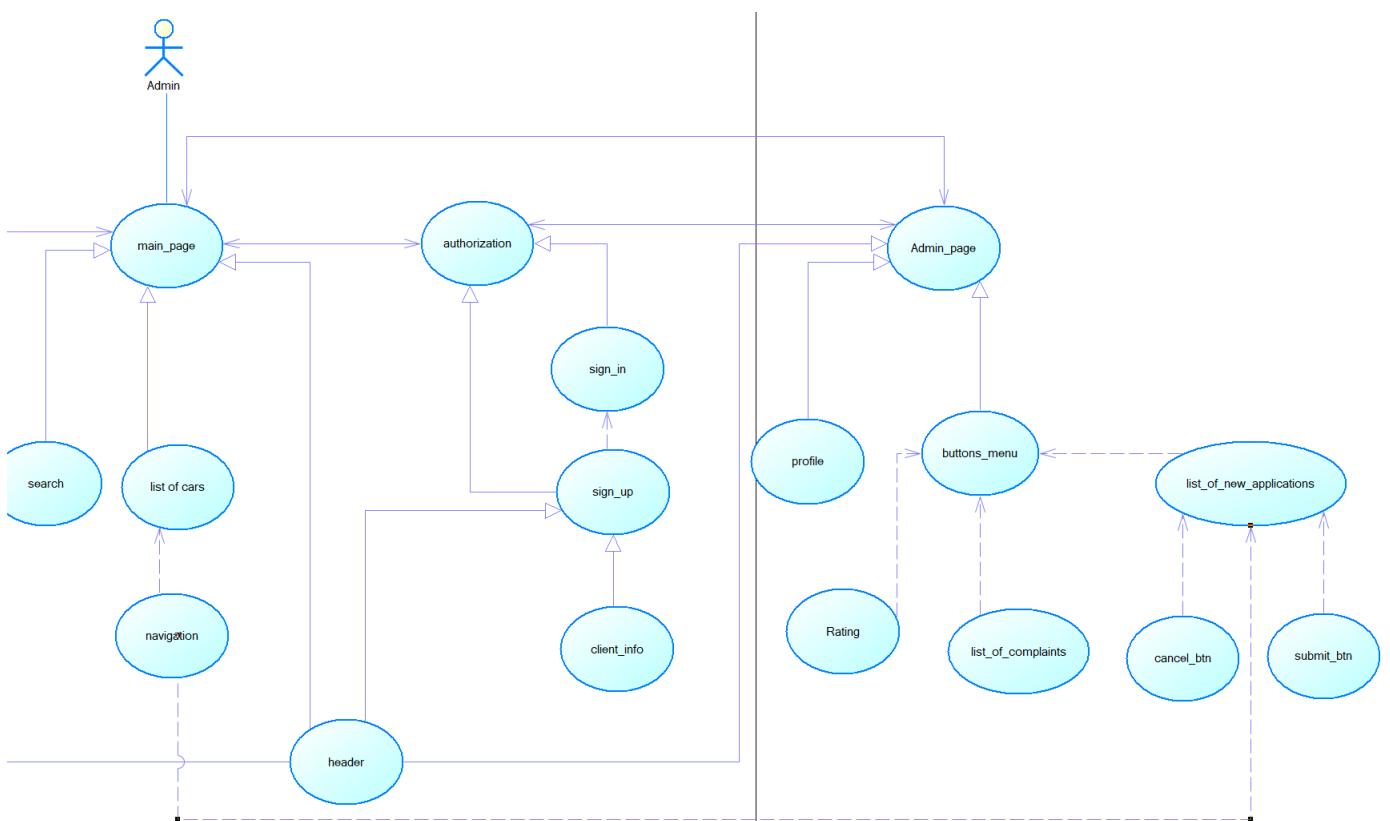 Admin
main_page
authorization
Admin_page
sign_in
search
list of cars
sign_up
profile
buttons_menu
list_of_new_applications
navigation
client_info
Rating
list_of_complaints
cancel_btn
submit_btn
header